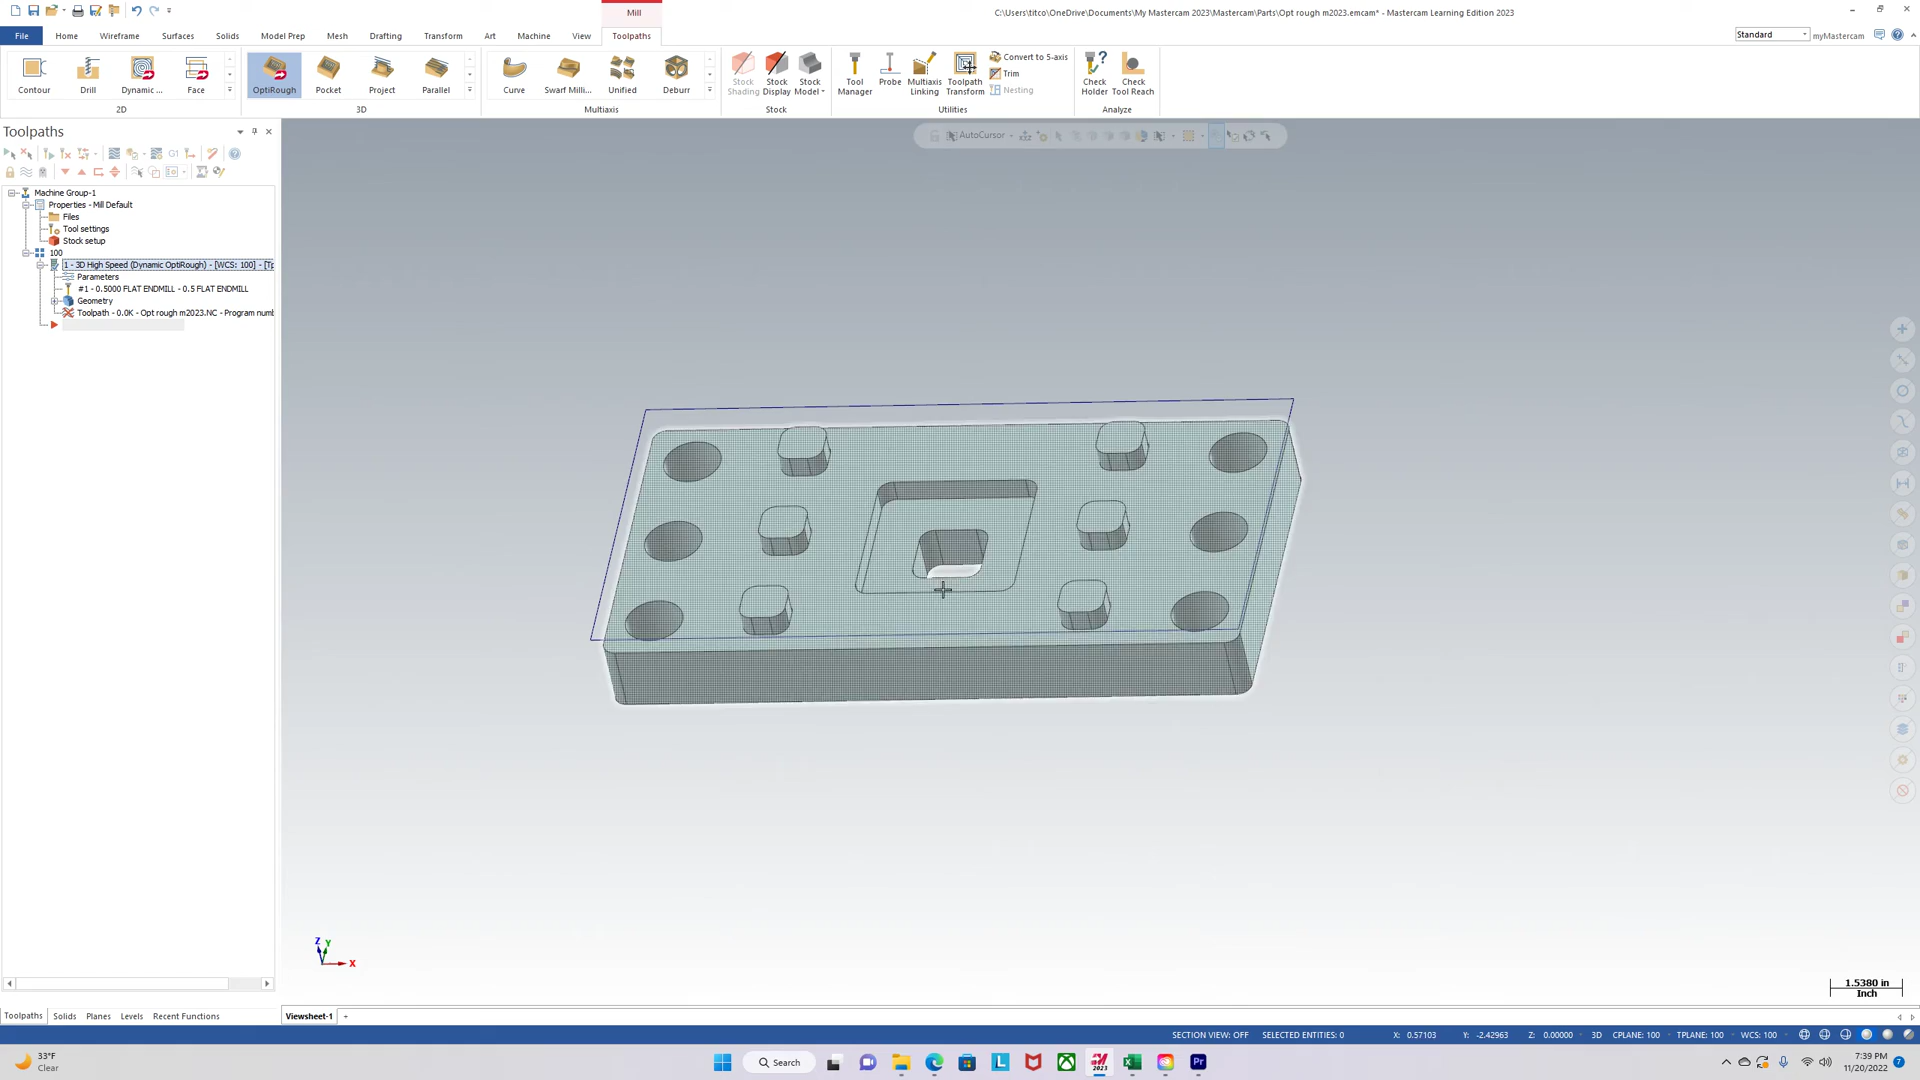 Mill
C:\Users\titco\OneDrive\Documents\My Mastercam 2023\Mastercam\Parts\Opt rough m2023.emcam* - Mastercam Learning Edition 2023
File Home Wireframe Surfaces Solids Model Prep Mesh Drafting Transform Art Machine View Toolpaths
Standard myMastercam
Contour Drill Dynamic ... Face
OptiRough Pocket Project Parallel
Curve Swarf Milli... Unified Deburr
Stock Shading Stock Display Stock Model
Tool Manager Probe Multiaxis Linking Toolpath Transform
Convert to 5-axis
Trim
Nesting
Check Holder Check Tool Reach
2D 3D Multiaxis Stock Utilities Analyze
Toolpaths
AutoCursor
G1
Machine Group-1
Properties - Mill Default
Files
Tool settings
Stock setup
100
1 - 3D High Speed (Dynamic OptiRough) - [WCS: 100] - [Tp
Parameters
#1 - 0.5000 FLAT ENDMILL - 0.5 FLAT ENDMILL
Geometry
Toolpath - 0.0K - Opt rough m2023.NC - Program numb
Z Y
X
1.5380 in
Inch
Toolpaths Solids Planes Levels Recent Functions
Viewsheet-1 +
SECTION VIEW: OFF SELECTED ENTITIES: 0 X: 0.57103 Y: -2.42963 Z: 0.00000 3D CPLANE: 100 TPLANE: 100 WCS: 100
33°F
Clear
Search
L
2023
Pr
7:39 PM
11/20/2022
7